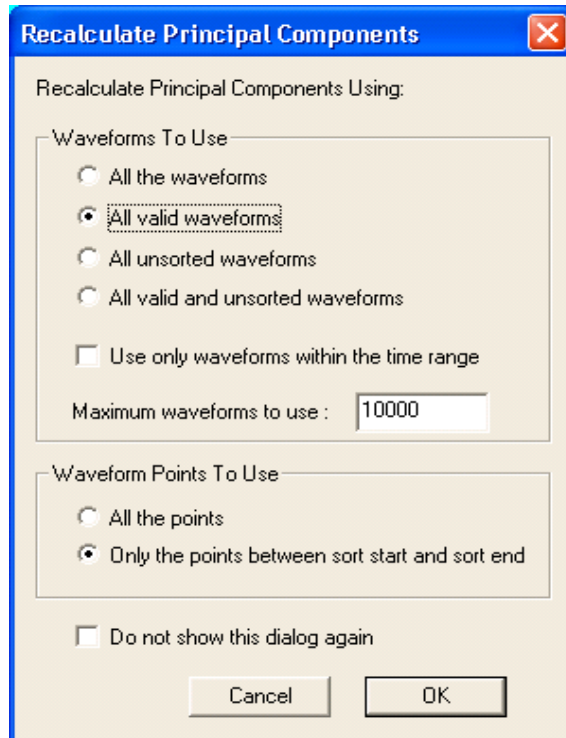 Recalculate Principal Components
Recalculate Principal Components Using:
Waveforms To Use
All the waveforms
All valid waveforms
All unsorted waveforms
All valid and unsorted waveforms
Use only waveforms within the time range
Maximum waveforms to use : 10000
Waveform Points To Use
All the points
Only the points between sort start and sort end
Do not show this dialog again
Cancel OK